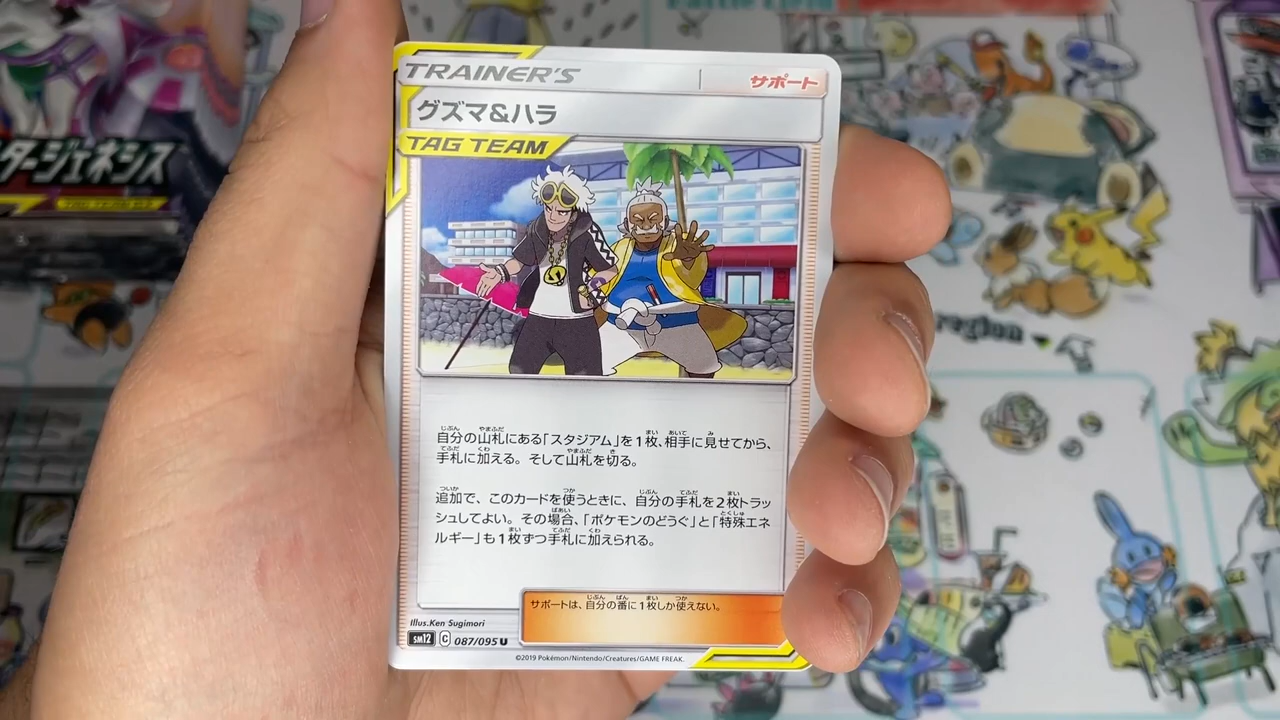 TRAINER'S
サポート
グズマ&ハラ
TAG TEAM
自分の山札にある「スタジアム」を1枚、相手に見せてから、
手札に加える。そして山札を切る。
追加で、このカードを使うときに、自分の手札を2枚トラッ
シュしてよい。その場合、「ポケモンのどうぐ」と「特殊エネ
ルギー」も1枚ずつ手札に加えられる。
サポートは、自分の番に1枚しか使えない。
Illus.Ken Sugimori
SM12 C 087/095 U
©2019 Pokémon/Nintendo/Creatures/GAME FREAK.
タージェネシス
region